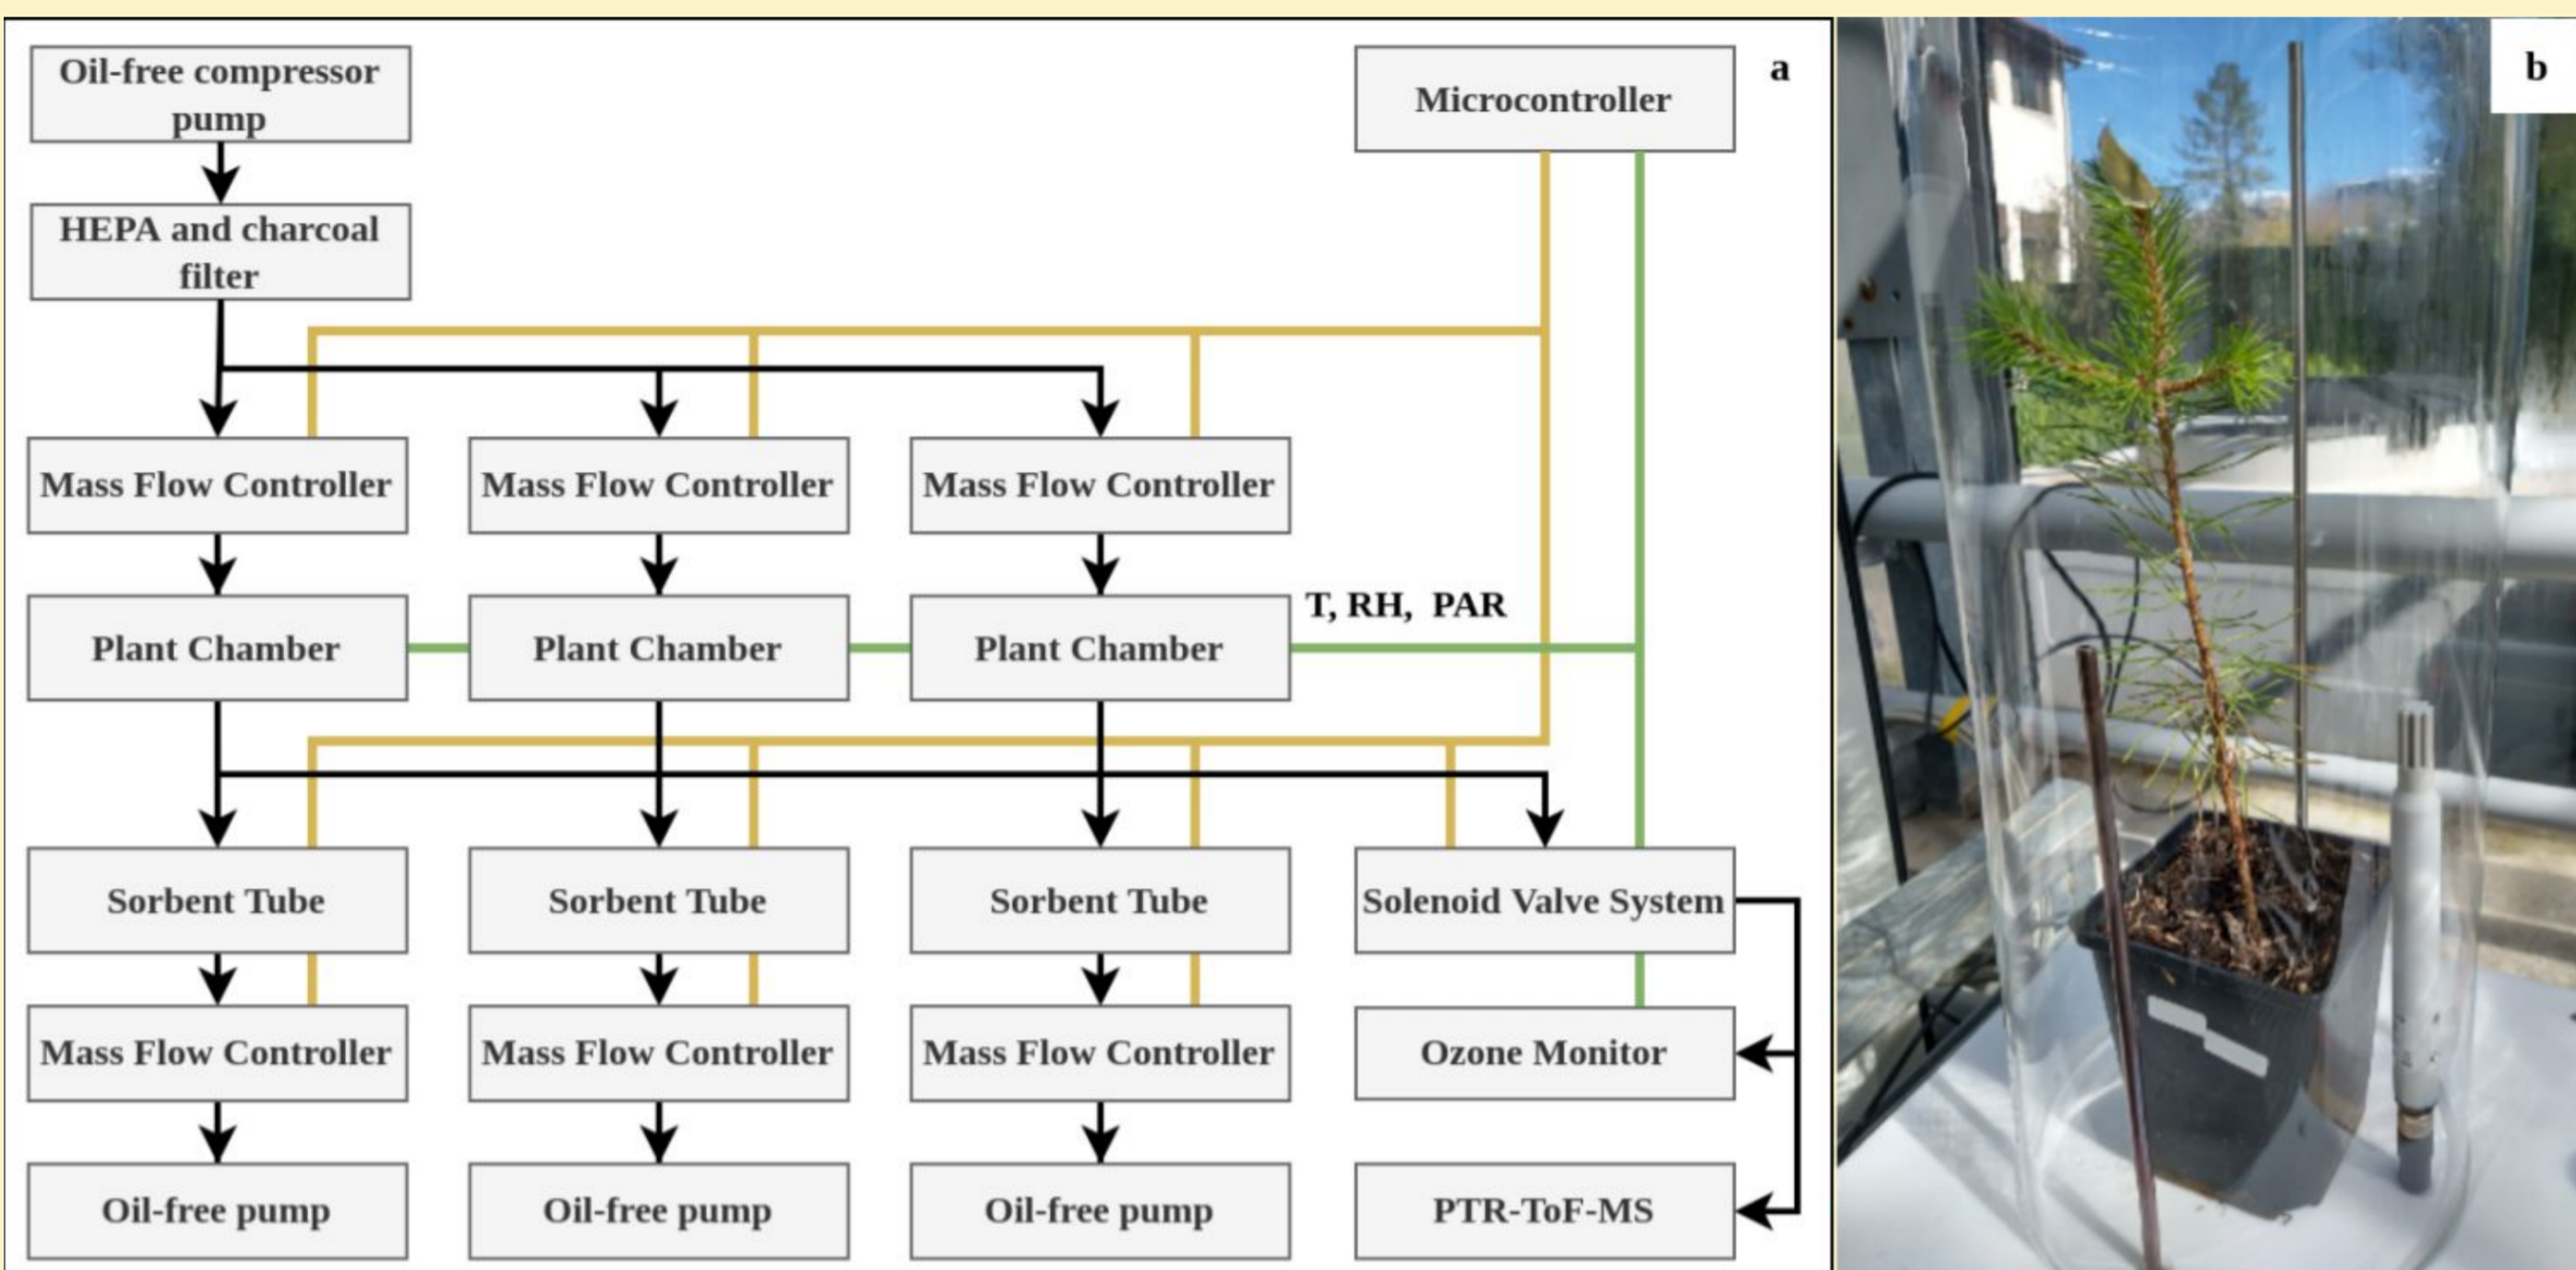 Oil-free compressor
pump
Microcontroller
a
b
HEPA and charcoal
filter
Mass Flow Controller
Mass Flow Controller
Mass Flow Controller
T, RH, PAR
Plant Chamber
Plant Chamber
Plant Chamber
Sorbent Tube
Sorbent Tube
Sorbent Tube
Solenoid Valve System
Mass Flow Controller
Mass Flow Controller
Mass Flow Controller
Ozone Monitor
Oil-free pump
Oil-free pump
Oil-free pump
PTR-ToF-MS